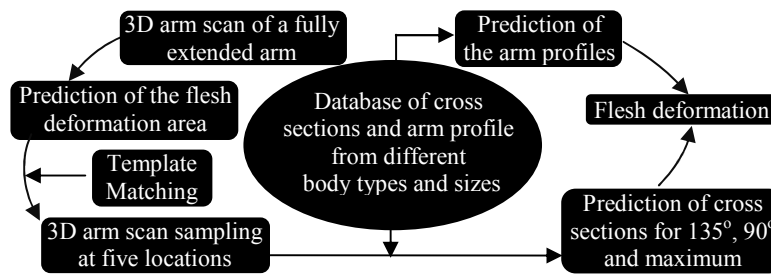 3D arm scan of a fully
extended arm
Prediction of the flesh
deformation area
Template
Matching
3D arm scan sampling
at five locations
Database of cross
sections and arm profile
from different
body types and sizes
Prediction of
the arm profiles
Flesh deformation
Prediction of cross
sections for 135º, 90º
and maximum